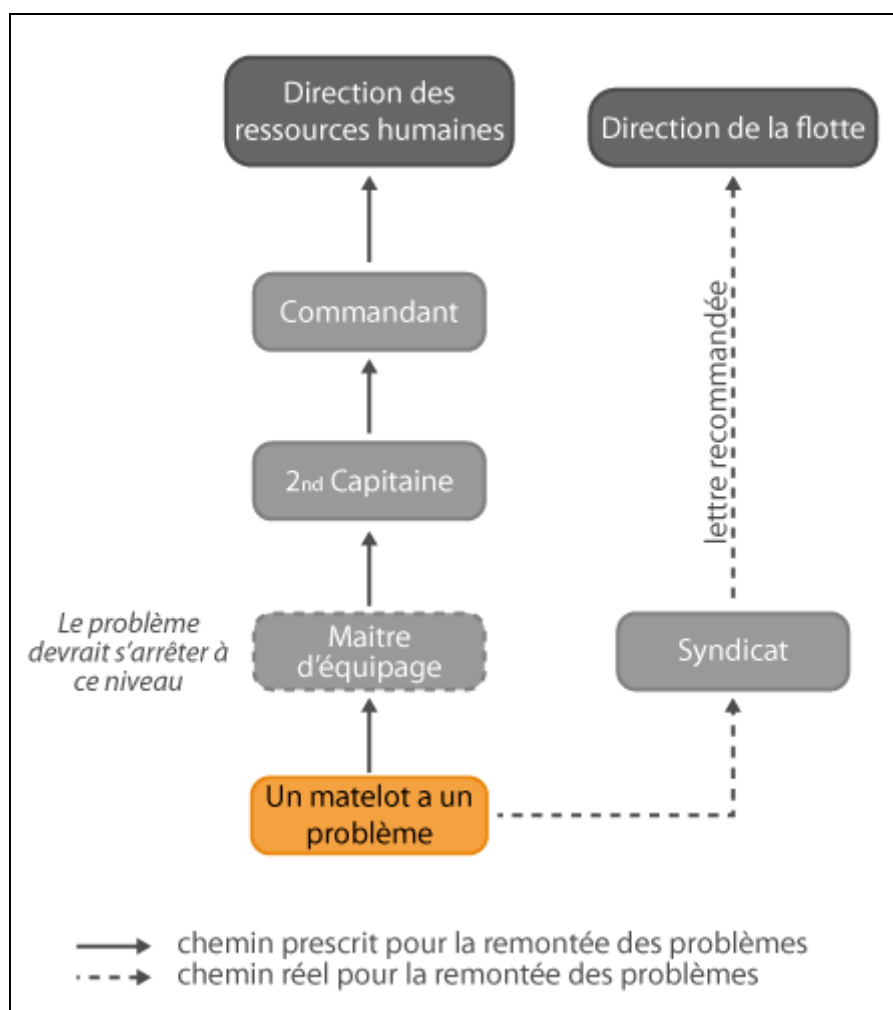 Direction des
ressources humaines
Direction de la flotte
Commandant
lettre recommandée
2nd Capitaine
Le problème
devrait s'arrêter à
ce niveau
Maitre
d'équipage
Syndicat
Un matelot a un
problème
chemin prescrit pour la remontée des problèmes
chemin réel pour la remontée des problèmes